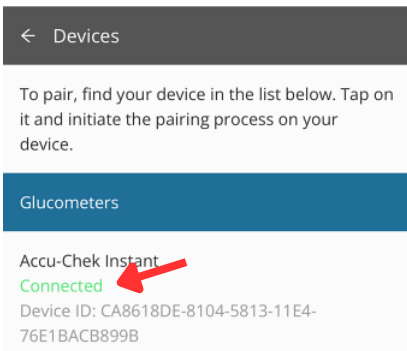 ← Devices
To pair, find your device in the list below. Tap on
it and initiate the pairing process on your
device.
Glucometers
Accu-Chek Instant
Connected
Device ID: CA8618DE-8104-5813-11E4-
76E1BACB899B